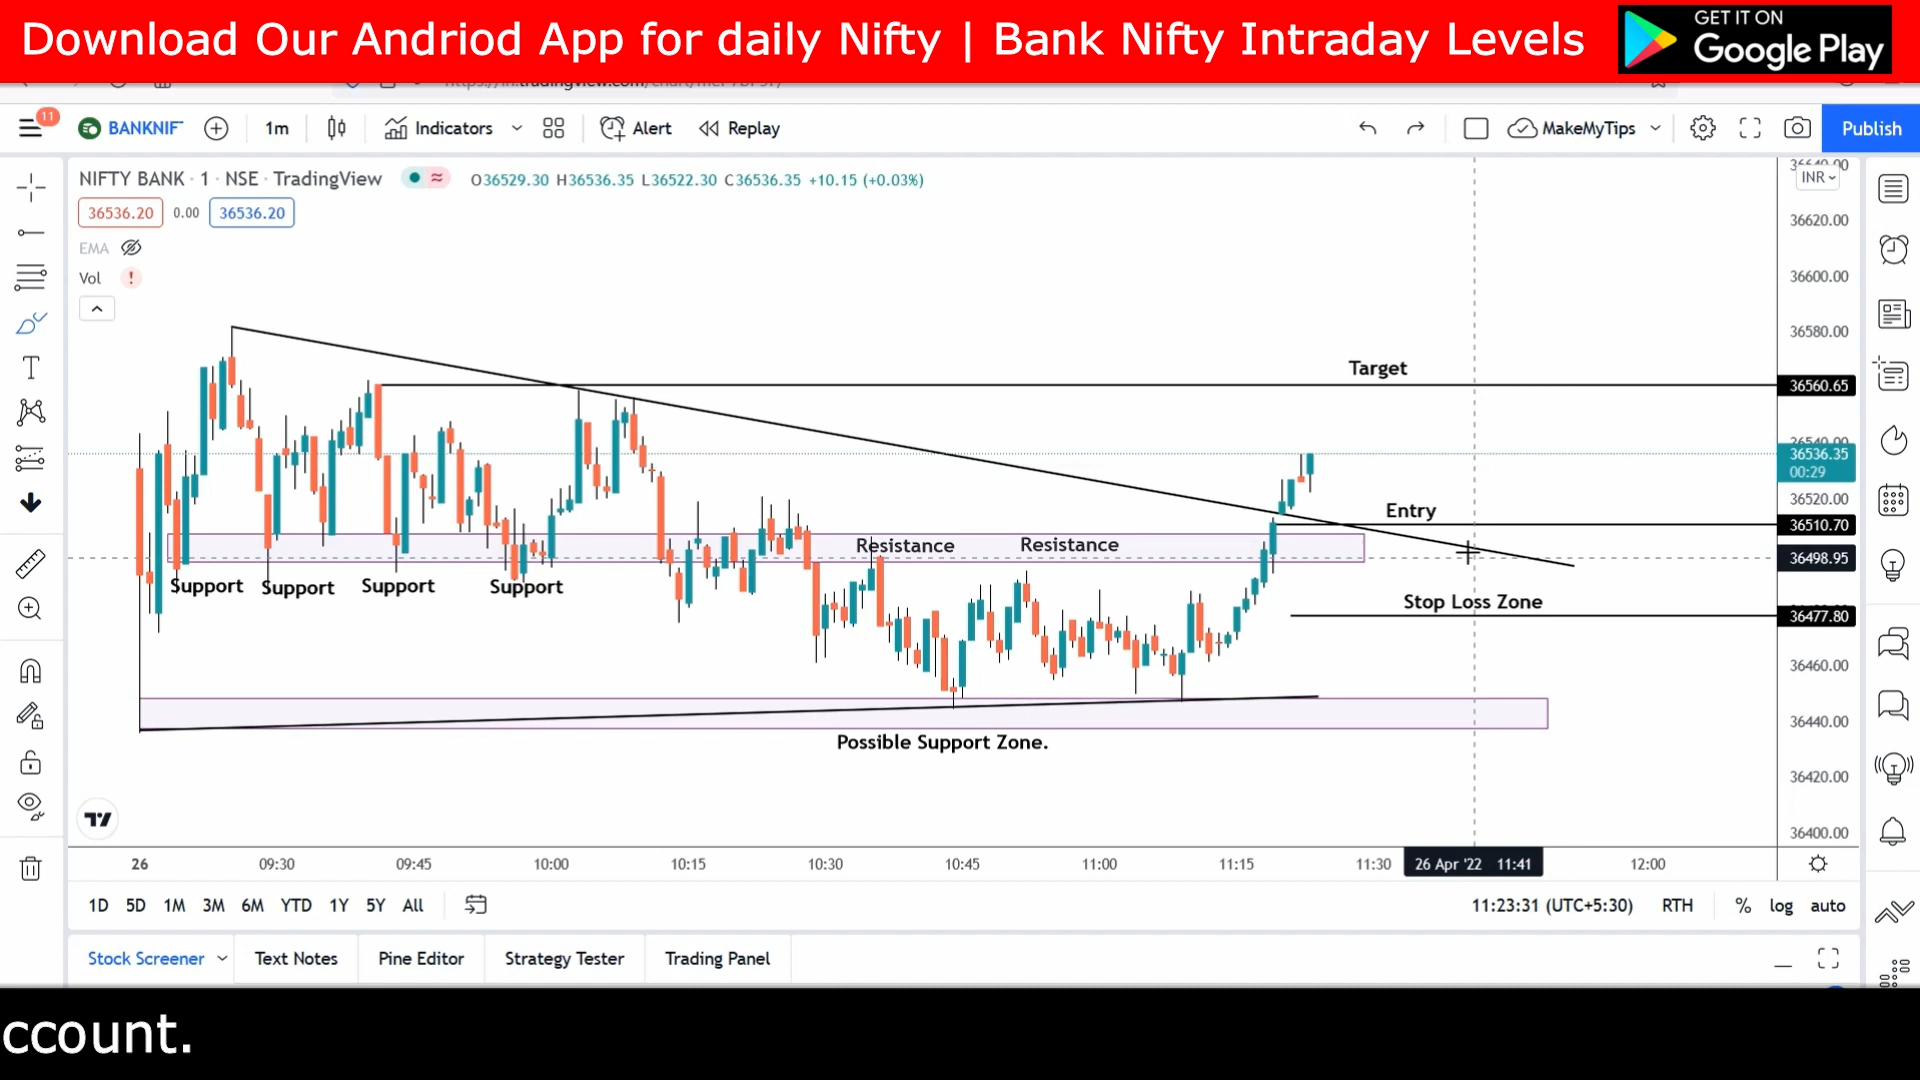 Download Our Andriod App for daily Nifty | Bank Nifty Intraday Levels
GET IT ON
Google Play
11
BANKNIF
1m
Indicators
Alert
Replay
MakeMyTips
Publish
NIFTY BANK · 1 · NSE · TradingView
O36529.30 H36536.35 L36522.30 C36536.35 +10.15 (+0.03%)
36536.20 0.00 36536.20
EMA
Vol !
INR
36640.00
36620.00
36600.00
36580.00
Target
36560.65
36540.00
36536.35
00:29
36520.00
Entry
36510.70
Resistance Resistance
36498.95
Support Support Support Support
Stop Loss Zone
36477.80
36460.00
36440.00
Possible Support Zone.
36420.00
36400.00
26 09:30 09:45 10:00 10:15 10:30 10:45 11:00 11:15 11:30 26 Apr '22 11:41 12:00
1D 5D 1M 3M 6M YTD 1Y 5Y All
11:23:31 (UTC+5:30) RTH % log auto
Stock Screener Text Notes Pine Editor Strategy Tester Trading Panel
ccount.